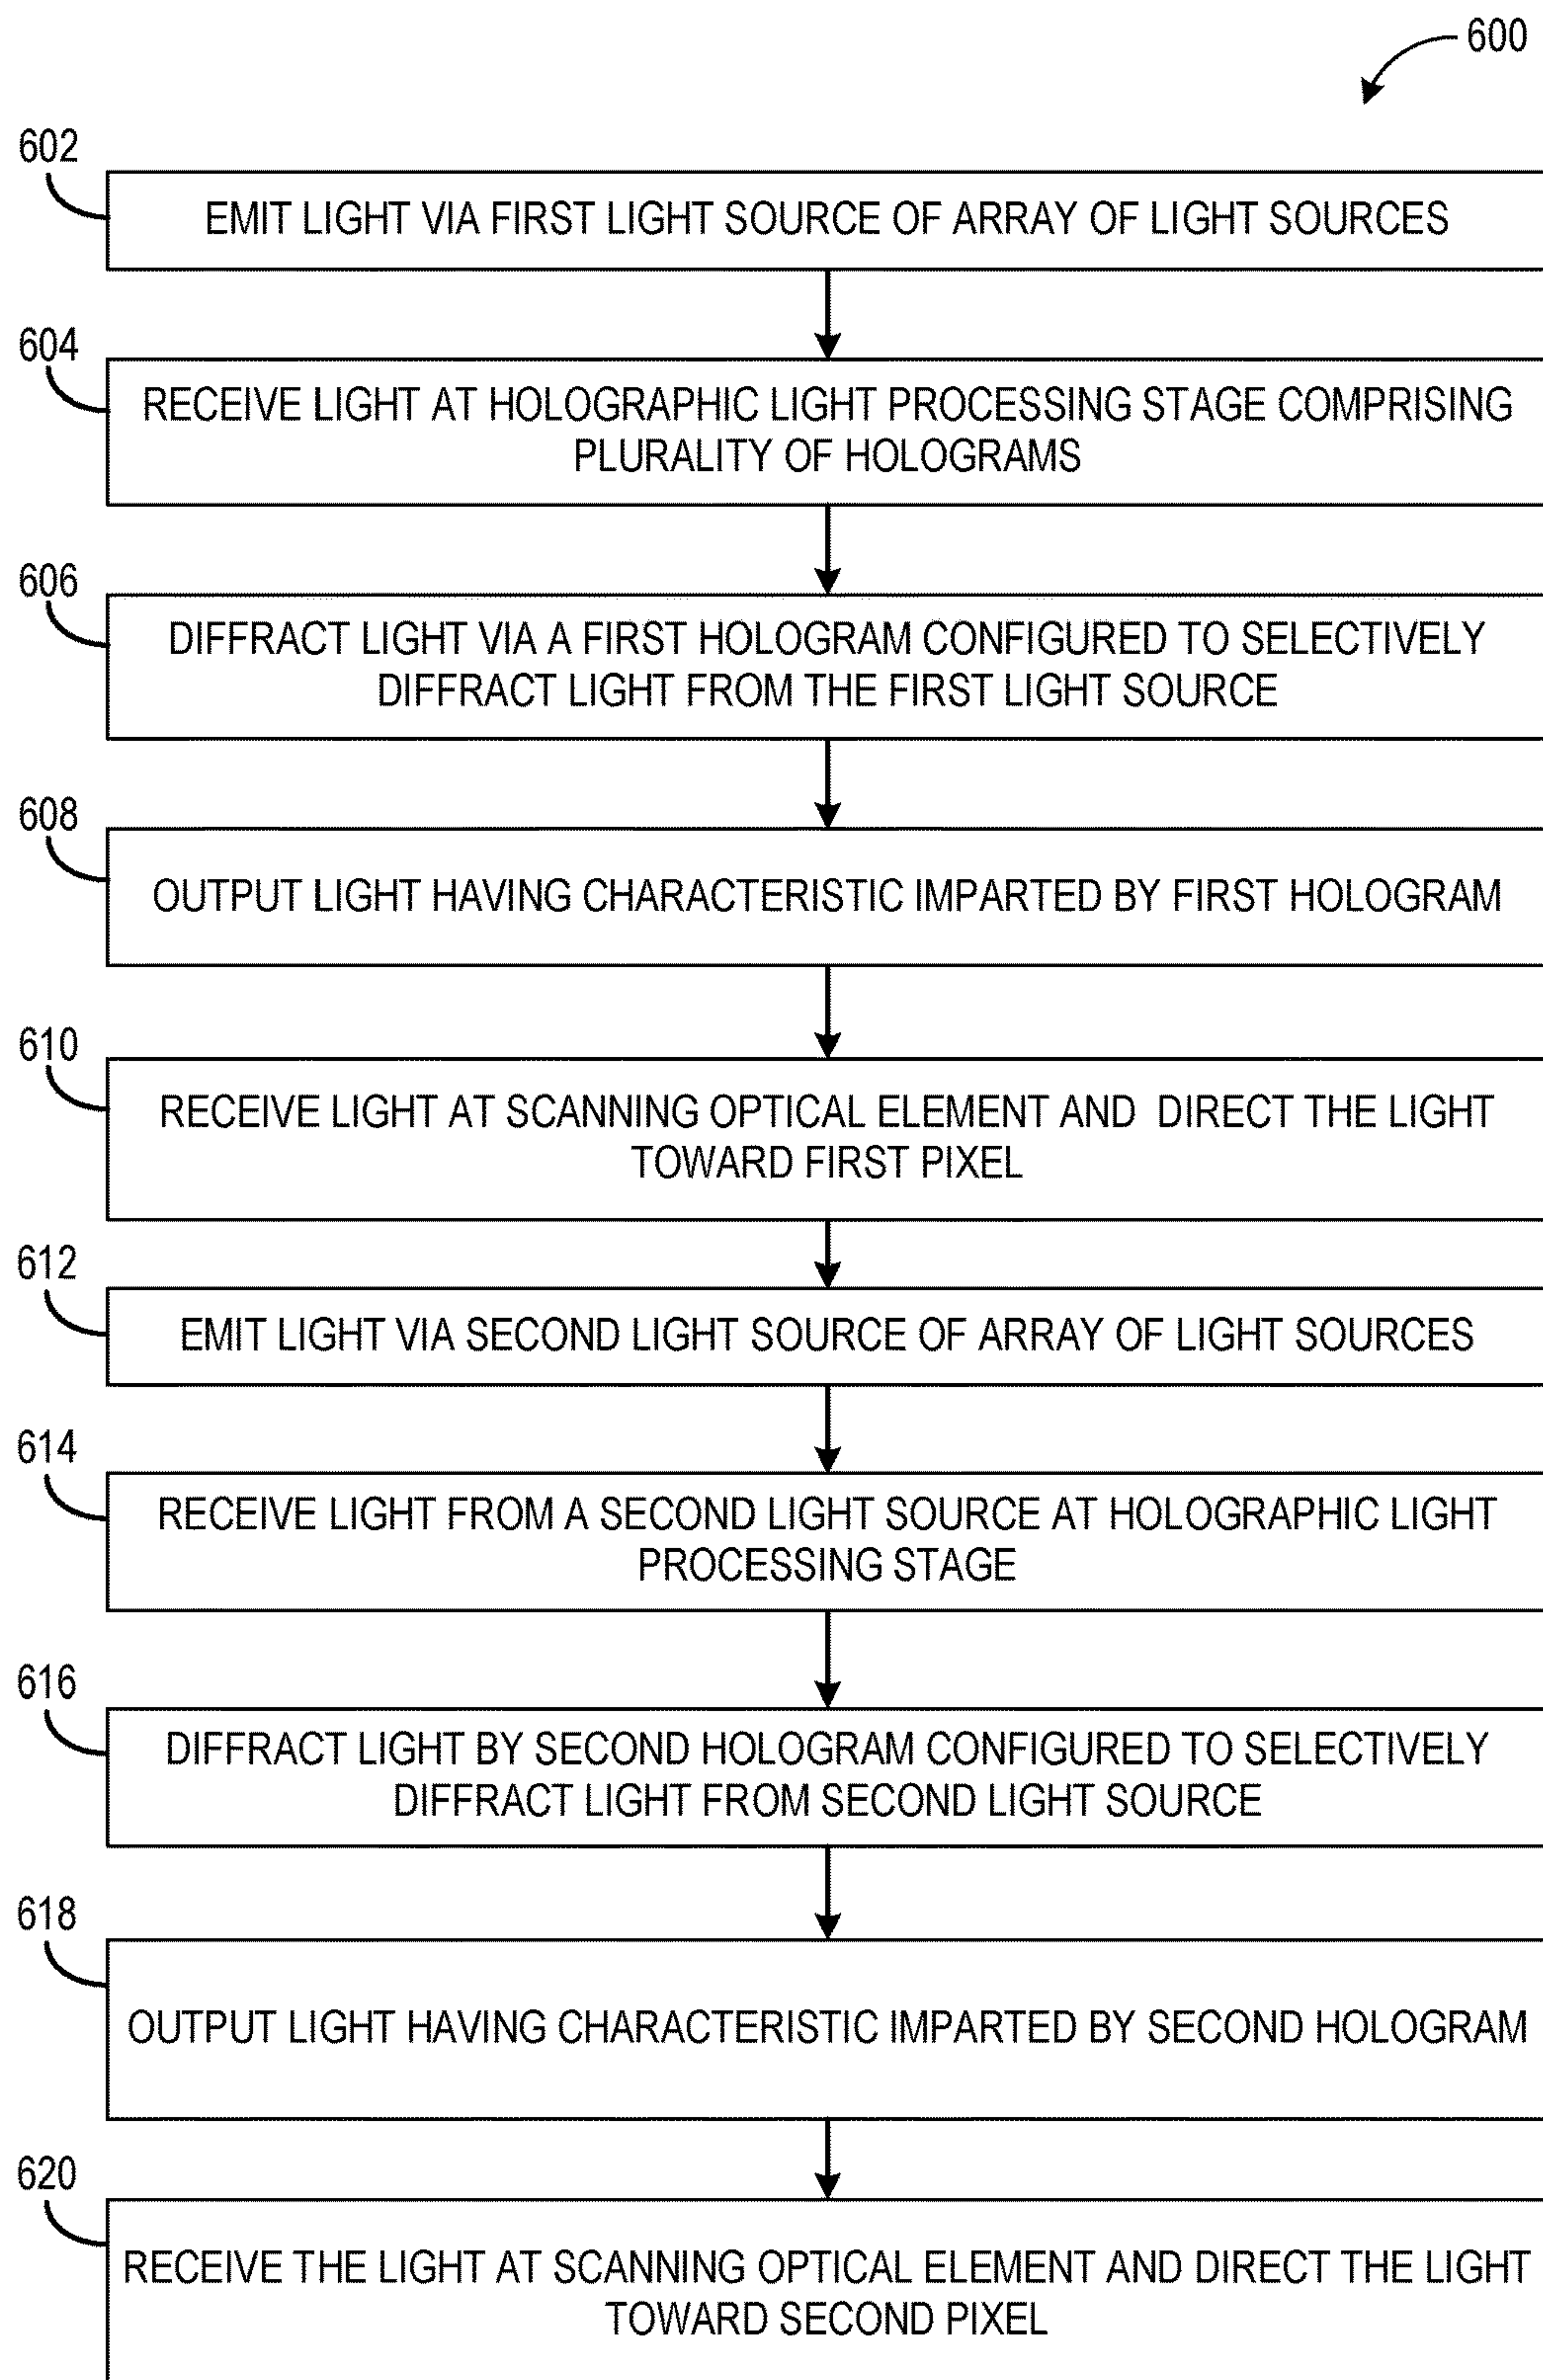 600
602
EMIT LIGHT VIA FIRST LIGHT SOURCE OF ARRAY OF LIGHT SOURCES
604
RECEIVE LIGHT AT HOLOGRAPHIC LIGHT PROCESSING STAGE COMPRISING
PLURALITY OF HOLOGRAMS
606
DIFFRACT LIGHT VIA A FIRST HOLOGRAM CONFIGURED TO SELECTIVELY
DIFFRACT LIGHT FROM THE FIRST LIGHT SOURCE
608
OUTPUT LIGHT HAVING CHARACTERISTIC IMPARTED BY FIRST HOLOGRAM
610
RECEIVE LIGHT AT SCANNING OPTICAL ELEMENT AND DIRECT THE LIGHT
TOWARD FIRST PIXEL
612
EMIT LIGHT VIA SECOND LIGHT SOURCE OF ARRAY OF LIGHT SOURCES
614
RECEIVE LIGHT FROM A SECOND LIGHT SOURCE AT HOLOGRAPHIC LIGHT
PROCESSING STAGE
616
DIFFRACT LIGHT BY SECOND HOLOGRAM CONFIGURED TO SELECTIVELY
DIFFRACT LIGHT FROM SECOND LIGHT SOURCE
618
OUTPUT LIGHT HAVING CHARACTERISTIC IMPARTED BY SECOND HOLOGRAM
620
RECEIVE THE LIGHT AT SCANNING OPTICAL ELEMENT AND DIRECT THE LIGHT
TOWARD SECOND PIXEL